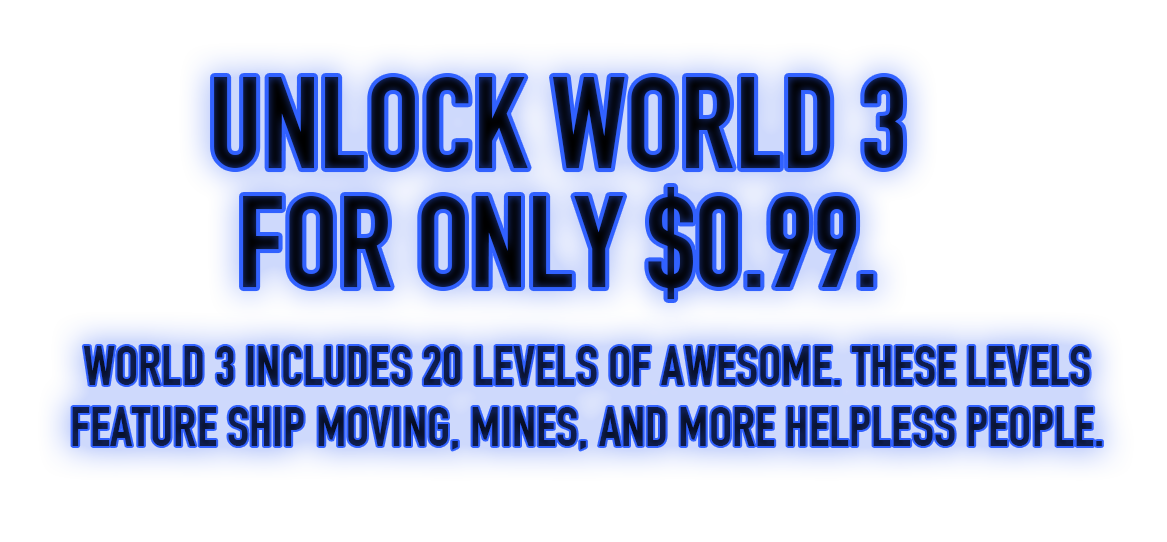 UNLOCK WORLD 3
FOR ONLY $0.99.
WORLD 3 INCLUDES 20 LEVELS OF AWESOME. THESE LEVELS
FEATURE SHIP MOVING, MINES, AND MORE HELPLESS PEOPLE.